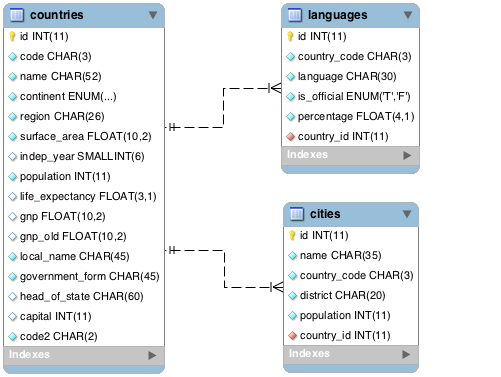 countries
id INT(11)
code CHAR(3)
name CHAR(52)
continent ENUM(...)
region CHAR(26)
surface_area FLOAT(10,2)
indep_year SMALLINT(6)
population INT(11)
life_expectancy FLOAT(3,1)
gnp FLOAT(10,2)
gnp_old FLOAT(10,2)
local_name CHAR(45)
government_form CHAR(45)
head_of_state CHAR(60)
capital INT(11)
code2 CHAR(2)
Indexes
languages
id INT(11)
country_code CHAR(3)
language CHAR(30)
is_official ENUM('T','F')
percentage FLOAT(4,1)
country_id INT(11)
Indexes
cities
id INT(11)
name CHAR(35)
country_code CHAR(3)
district CHAR(20)
population INT(11)
country_id INT(11)
Indexes